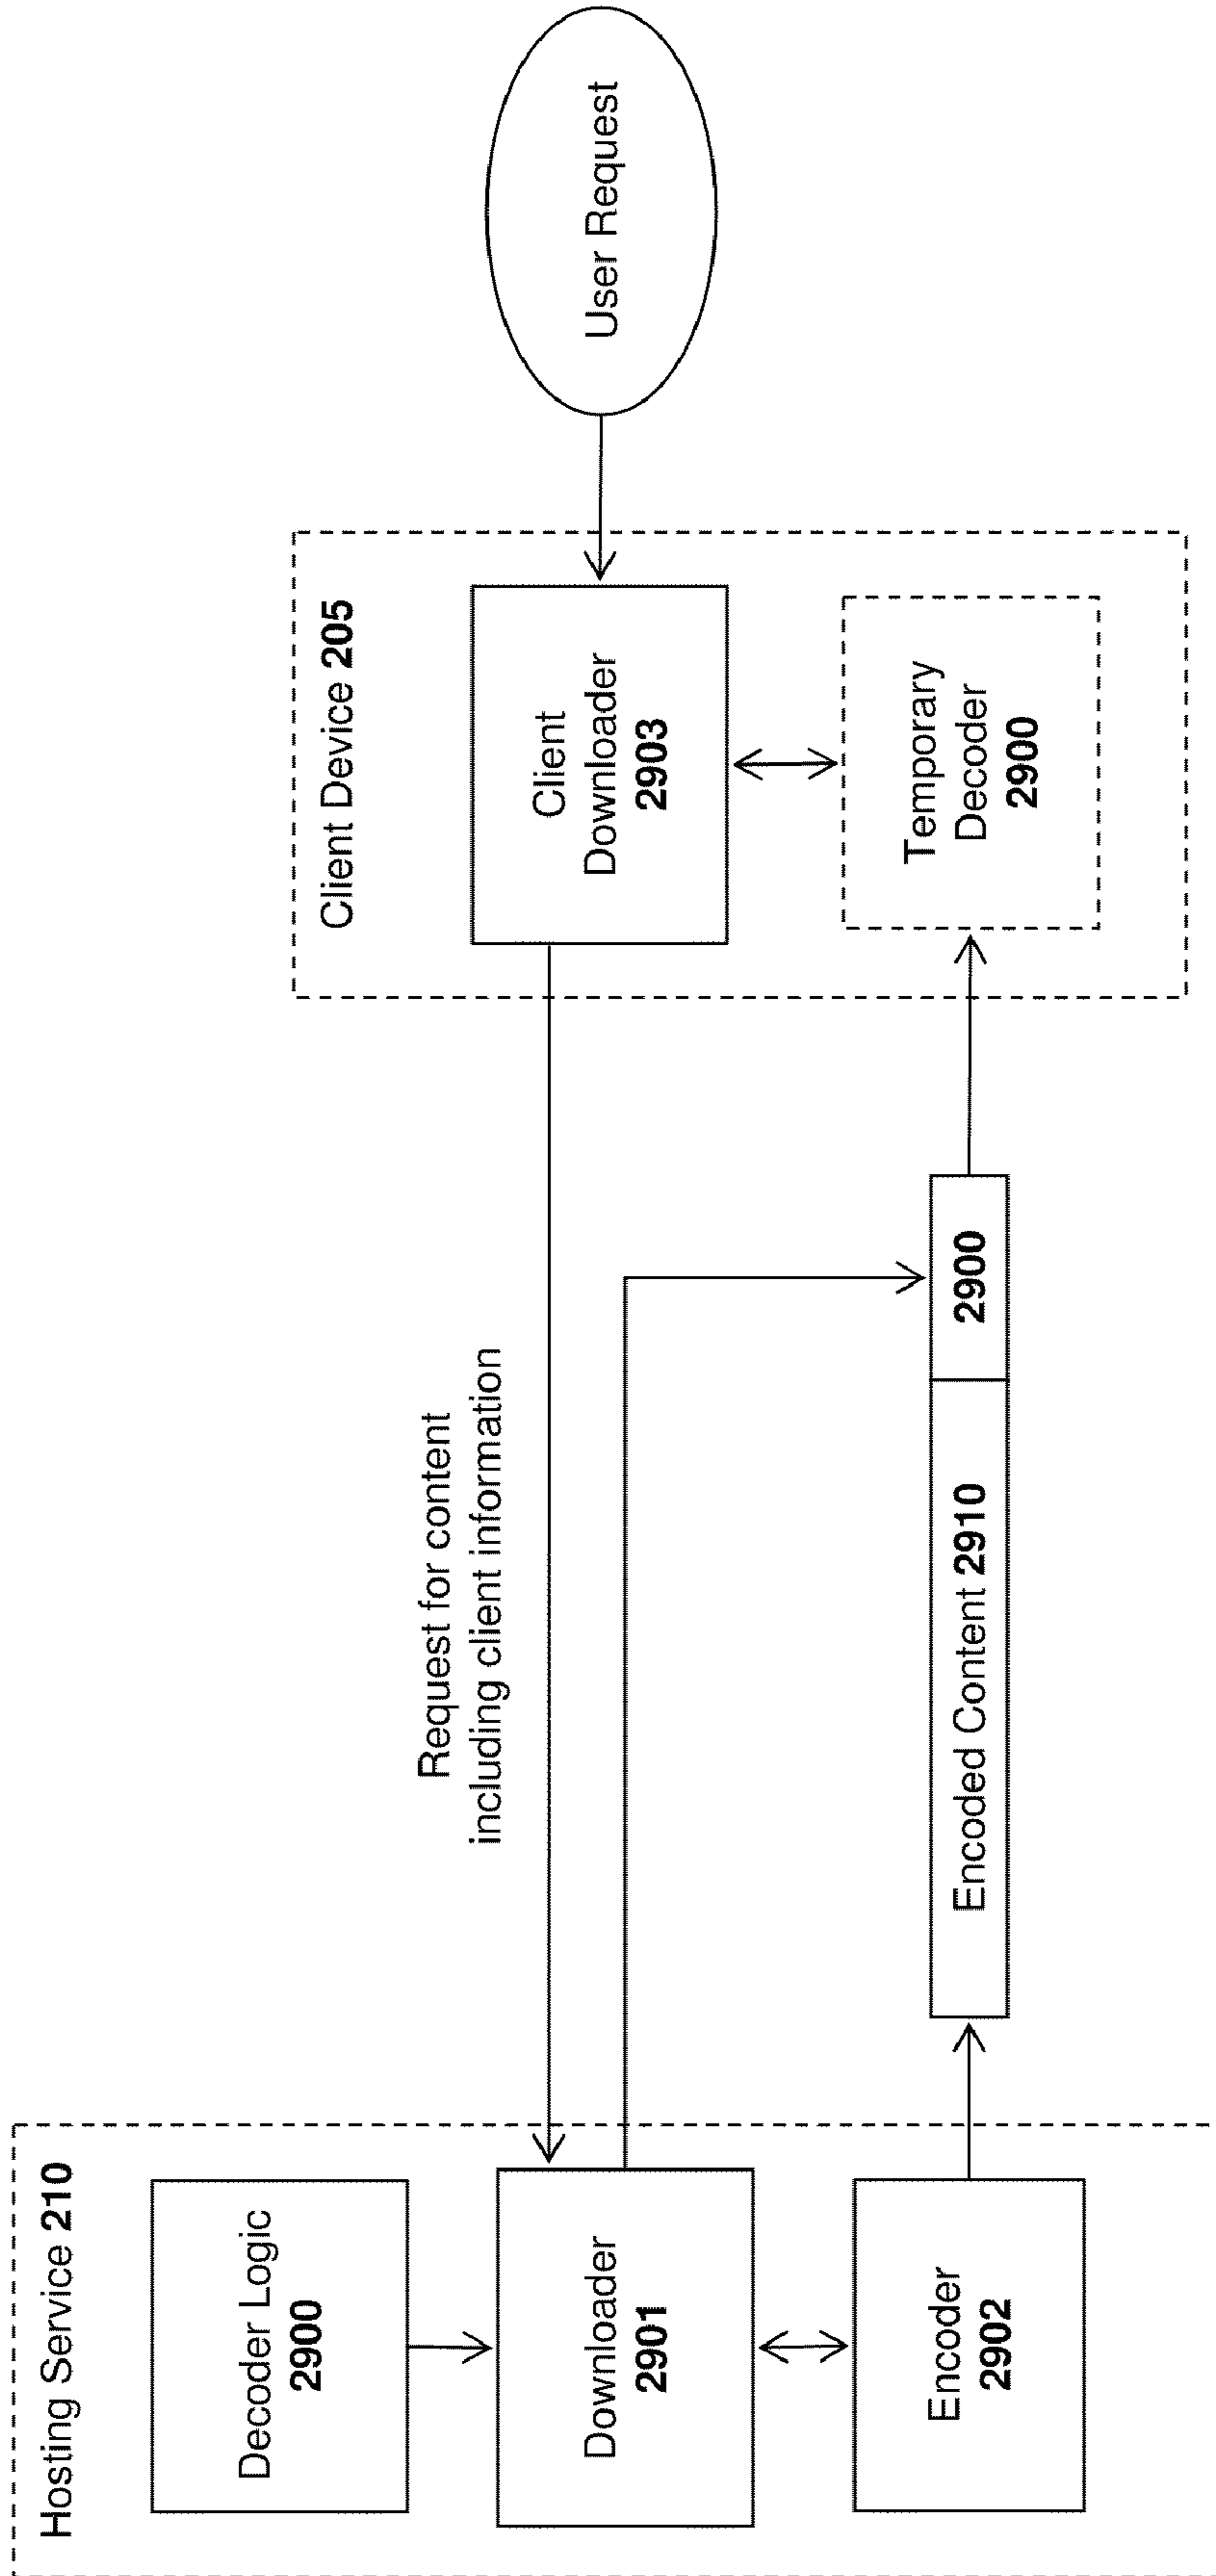 Hosting Service 210
Decoder Logic
2900
Downloader
2901
Encoder
2902
Request for content
including client information
Encoded Content 2910
2900
Client Device 205
Client
Downloader
2903
Temporary
Decoder
2900
User Request